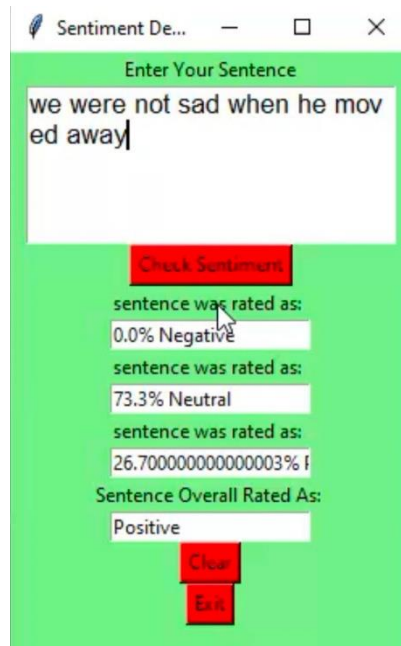 Sentiment De...
Enter Your Sentence
we were not sad when he mov
ed away
Check Sentiment
sentence was rated as:
0.0% Negative
sentence was rated as:
73.3% Neutral
sentence was rated as:
26.700000000000003%
Sentence Overall Rated As:
Positive
Clear
Exit